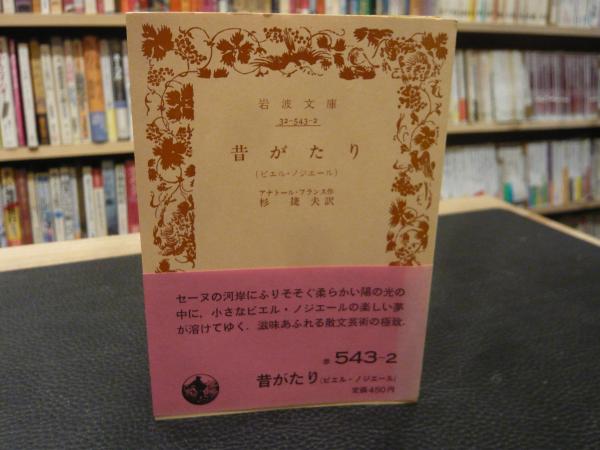 岩波文庫
32-543-2
昔がたり
(ピエル・ノジエール)
アナトール・フランス作
杉捷夫訳
セーヌの河岸にふりそそぐ柔らかい陽の光の
中に、小さなピエル・ノジエールの楽しい夢
が溶けてゆく．滋味あふれる散文芸術の極致．
赤 543-2
昔がたり(ピエル・ノジエール)
定価450円